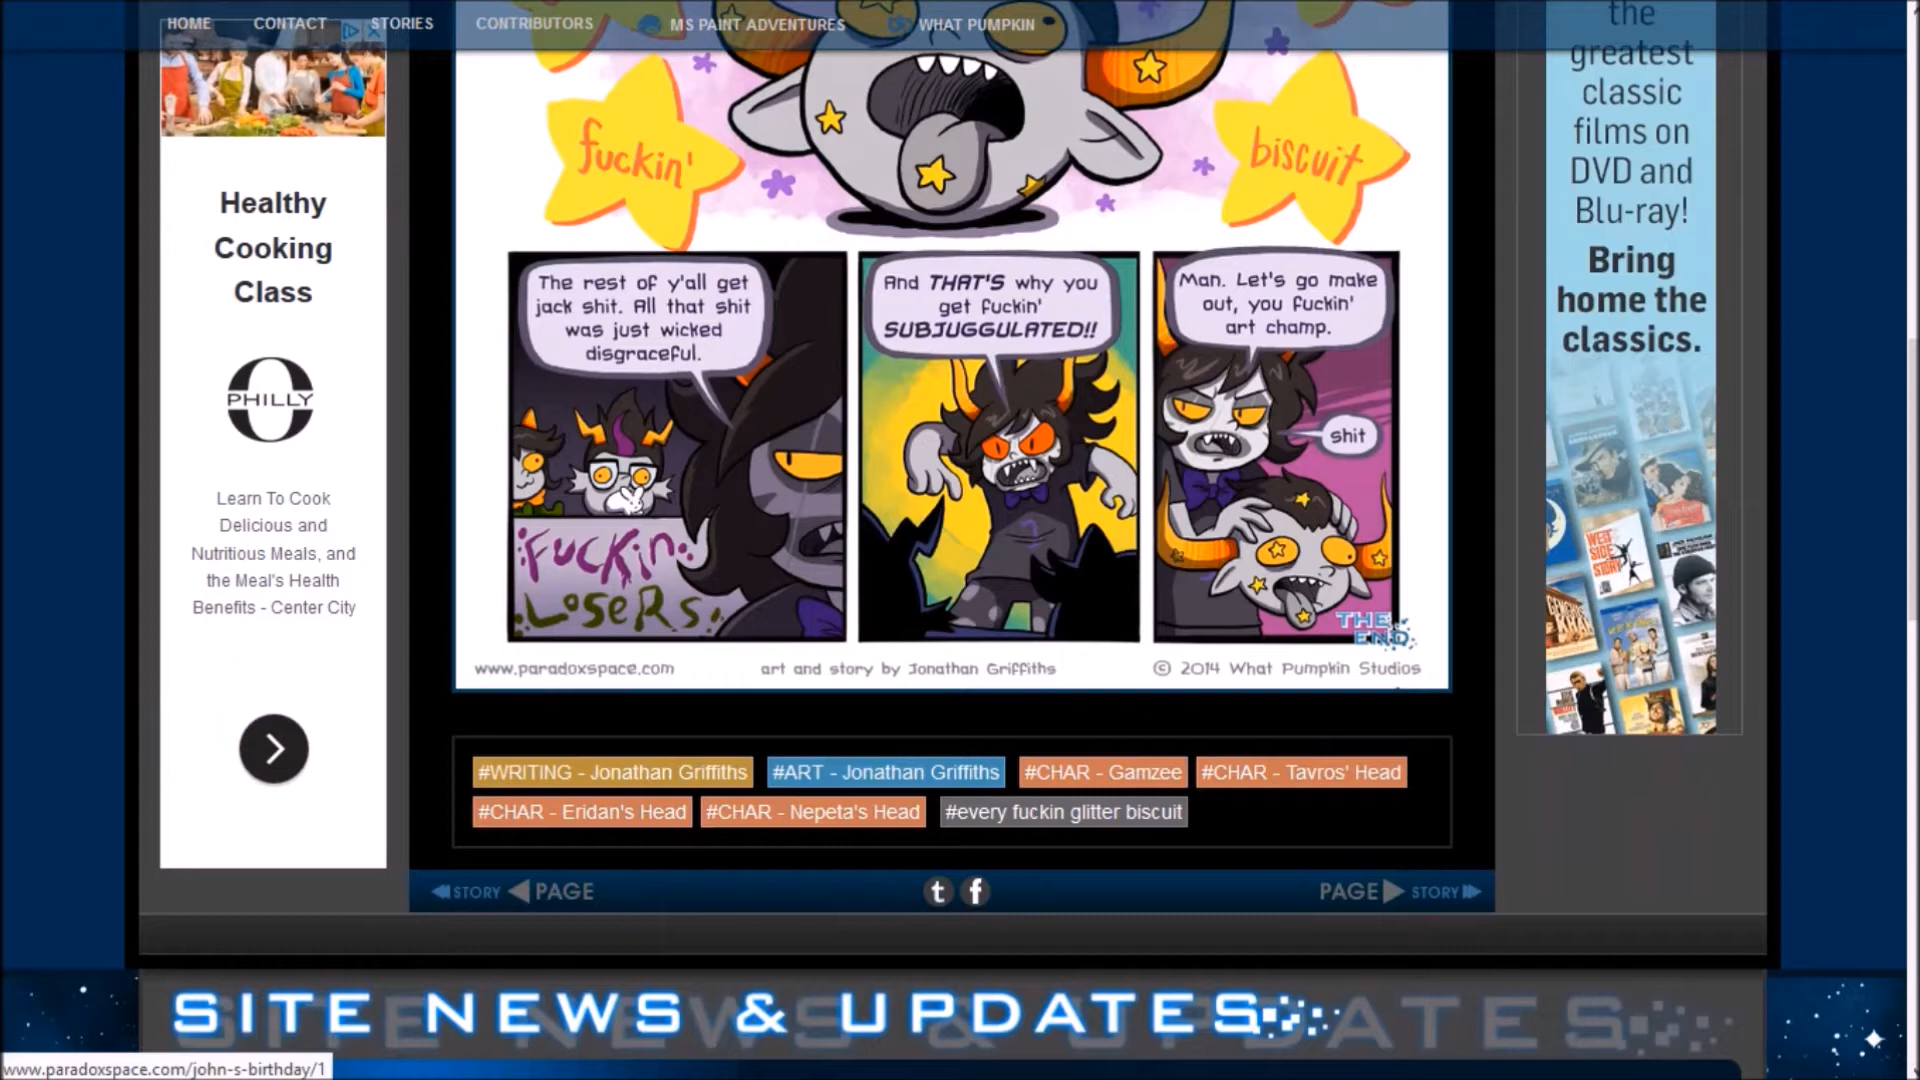 HOME CONTACT STORIES CONTRIBUTORS MS PAINT ADVENTURES WHAT PUMPKIN
Healthy
Cooking
Class
PHILLY
Learn To Cook
Delicious and
Nutritious Meals, and
the Meal's Health
Benefits - Center City
fuckin'
biscuit
The rest of y'all get
jack shit. All that shit
was just wicked
disgraceful.
FUCKIN
LoSeRs.
And THAT'S why you
get fuckin'
SUBJUGGULATED!!
Man. Let's go make
out, you fuckin'
art champ.
shit
THE
END
www.paradoxspace.com art and story by Jonathan Griffiths © 2014 What Pumpkin Studios
#WRITING - Jonathan Griffiths #ART - Jonathan Griffiths #CHAR - Gamzee #CHAR - Tavros' Head
#CHAR - Eridan's Head #CHAR - Nepeta's Head #every fuckin glitter biscuit
STORY PAGE t f PAGE STORY
the
greatest
classic
films on
DVD and
Blu-ray!
Bring
home the
classics.
WEST
SIDE
STORY
GENGHIS
KHAN
SITE NEWS & UPDATES
www.paradoxspace.com/john-s-birthday/1